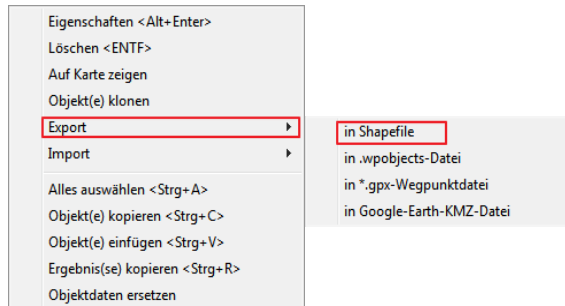 Eigenschaften <Alt+Enter>
Löschen <ENTF>
Auf Karte zeigen
Objekt(e) klonen
Export
Import
Alles auswählen <Strg+A>
Objekt(e) kopieren <Strg+C>
Objekt(e) einfügen <Strg+V>
Ergebnis(se) kopieren <Strg+R>
Objektdaten ersetzen
in Shapefile
in .wpobjects-Datei
in *.gpx-Wegpunktdatei
in Google-Earth-KMZ-Datei